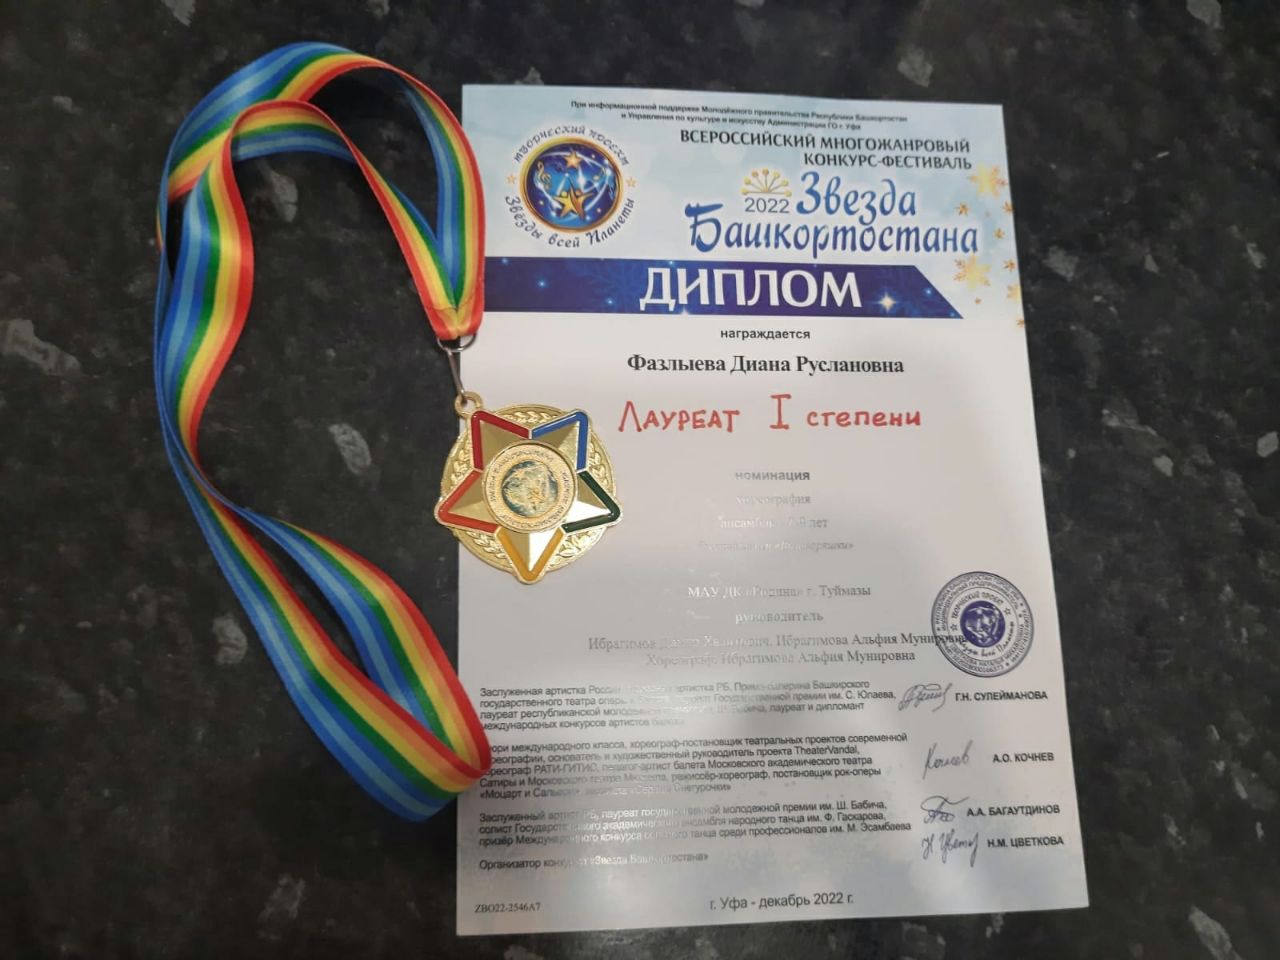 При информационной поддержке Молодёжного правительства Республики Башкортостан
и Управления по культуре и искусству Администрации ГО г. Уфа
ВСЕРОССИЙСКИЙ МНОГОЖАНРОВЫЙ
КОНКУРС-ФЕСТИВАЛЬ
ТВОРЧЕСКИЙ ПРОЕКТ
Звёзды всей Планеты
2022 Звезда
Башкортостана
ДИПЛОМ
награждается
Фазлыева Диана Руслановна
ЛАУРЕАТ I степени
номинация
хореография
лет
МАУ ДК «Родина» г. Туймазы
руководитель
Ибрагимов Ибрагимова Альфия Мунировна
Хореограф: Ибрагимова Альфия Мунировна
Заслуженная артистка России, артистка РБ, Прима-балерина Башкирского
государственного театра оперы и балета, лауреат Государственной премии им. С. Юлаева,
лауреат республиканской молодежной премии им. Ш. Бабича, лауреат и дипломант
международных конкурсов артистов балета
Г.Н. СУЛЕЙМАНОВА
международного класса, хореограф-постановщик театральных проектов современной
хореографии, основатель и художественный руководитель проекта TheaterVandal,
хореограф РАТИ-ГИТИС, педагог-артист балета Московского академического театра
Сатиры и Московского театра Мюзикла, режиссёр-хореограф, постановщик рок-оперы
«Моцарт и Сальери», «Сердце Снегурочки»
А.О. КОЧНЕВ
Заслуженный артист РБ, лауреат государственной молодежной премии им. Ш. Бабича,
солист Государственного академического ансамбля народного танца им. Ф. Гаскарова,
призёр Международного конкурса сольного танца среди профессионалов им. М. Эсамбаева
А.А. БАГАУТДИНОВ
Организатор конкурса «Звезда Башкортостана»
Н.М. ЦВЕТКОВА
ZBO22-2546A7
г. Уфа - декабрь 2022 г.